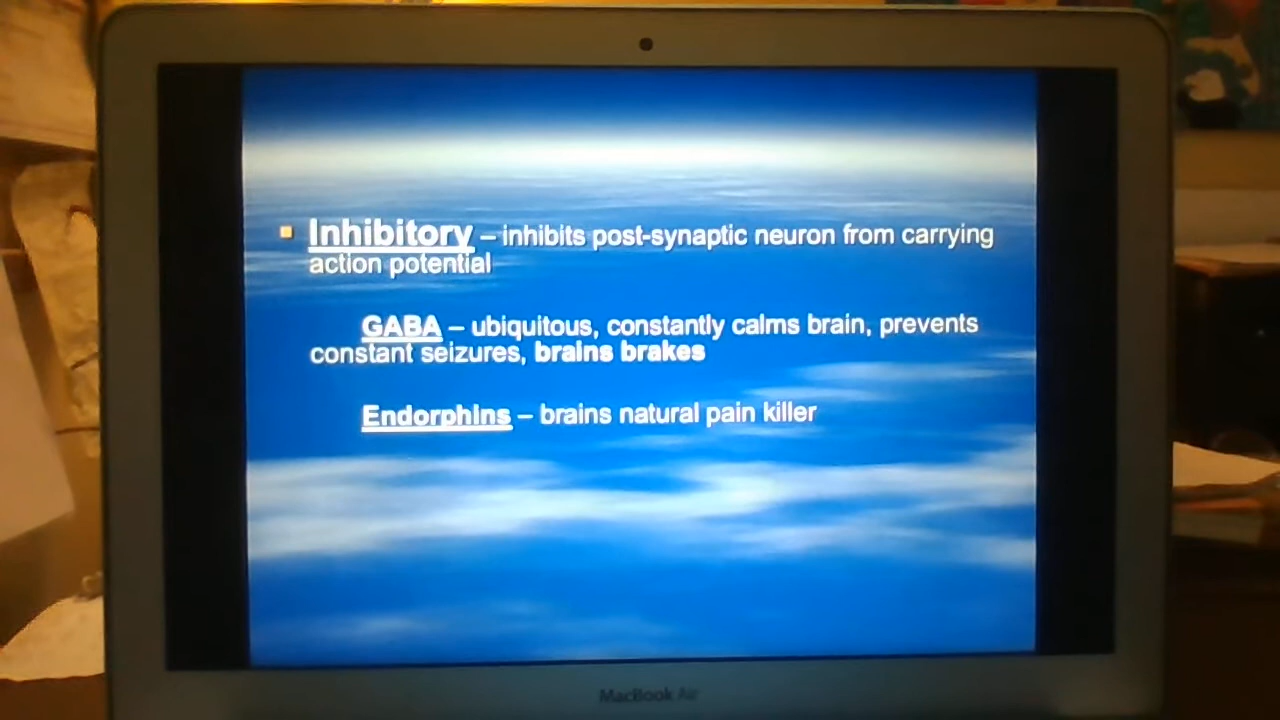 Inhibitory – inhibits post-synaptic neuron from carrying
action potential
GABA – ubiquitous, constantly calms brain, prevents
constant seizures, brains brakes
Endorphins – brains natural pain killer
MacBook Air